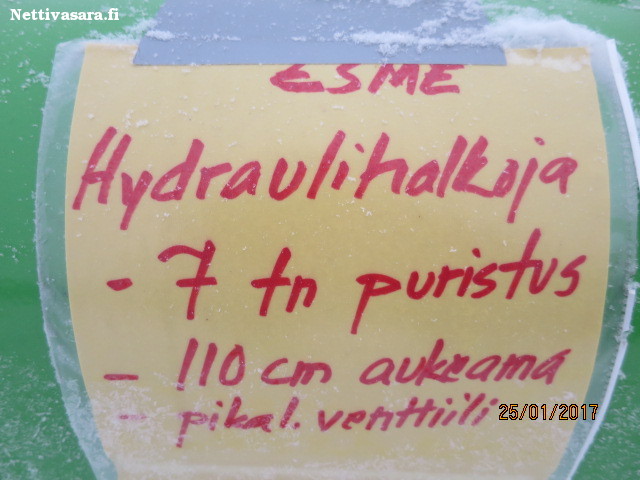 Nettivasara.fi
ESME
Hydraulihalkoja
- 7 tn puristus
- 110 cm aukeama
- pikal. venttiili
25/01/2017